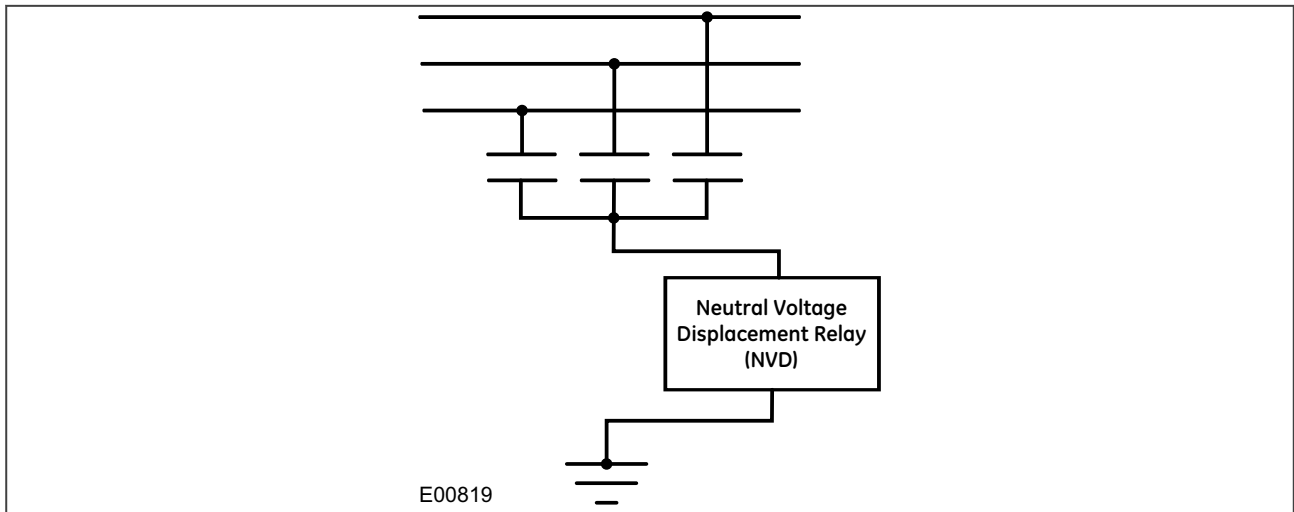 Neutral Voltage
Displacement Relay
(NVD)
E00819